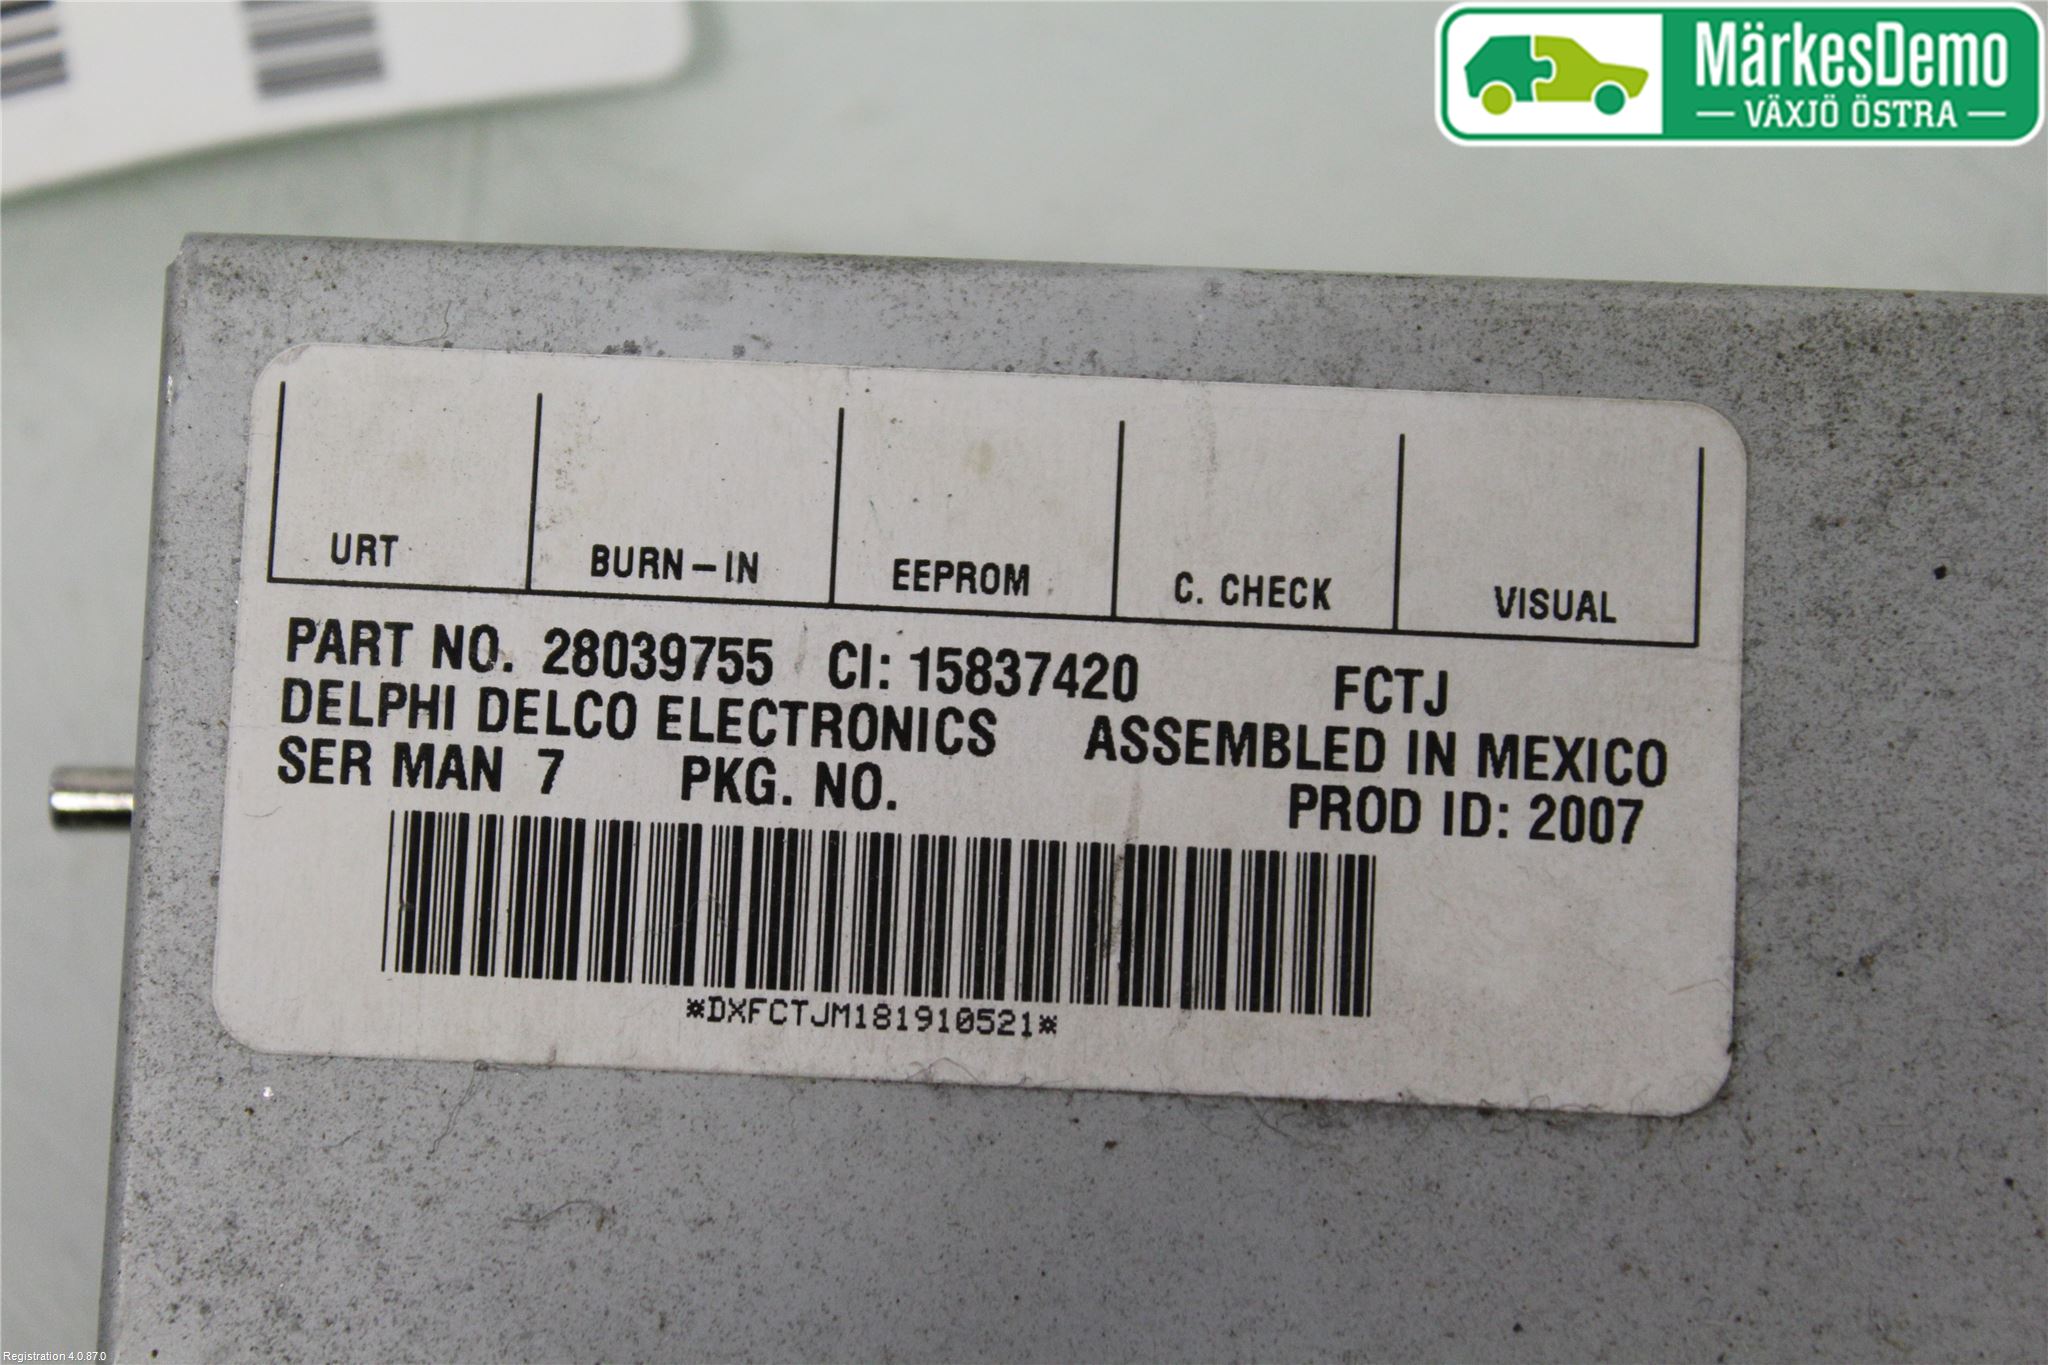 MärkesDemo
VÄXJÖ ÖSTRA
URT
BURN-IN
EEPROM
C. CHECK
VISUAL
PART NO. 28039755 CI: 15837420 FCTJ
DELPHI DELCO ELECTRONICS ASSEMBLED IN MEXICO
SER MAN 7 PKG. NO. PROD ID: 2007
*DXFCTJM181910521*
Registration 4.0.87.0